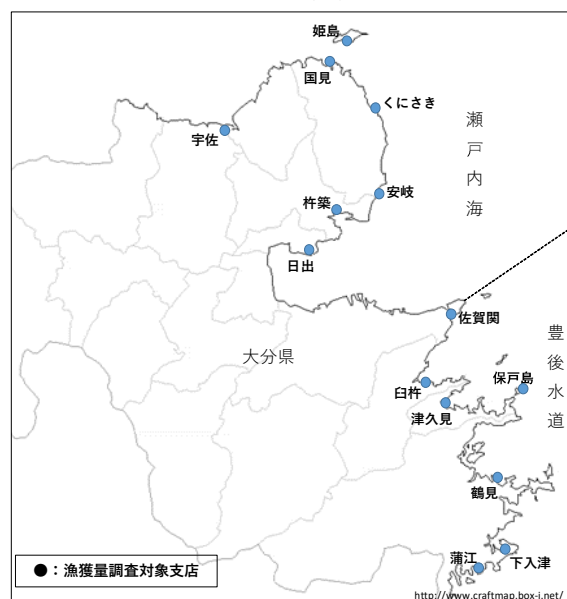 姫島
国見
くにさき
宇佐
瀬戸内海
安岐
杵築
日出
佐賀関
大分県
豊後水道
臼杵
保戸島
津久見
鶴見
下入津
蒲江
●：漁獲量調査対象支店
http://www.craftmap.box-i.net/